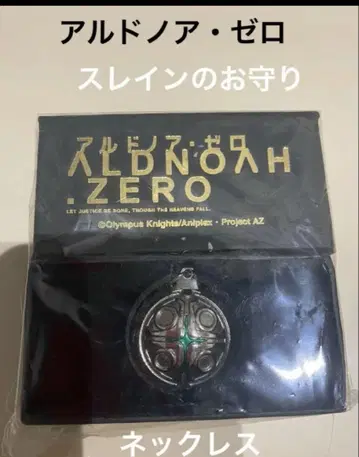 アルドノア・ゼロ
スレインのお守り
アルドノア・ゼロ
ALDNOAH
.ZERO
LET JUSTICE BE DONE, THOUGH THE HEAVENS FALL.
©Olympus Knights/Aniplex・Project AZ
ネックレス